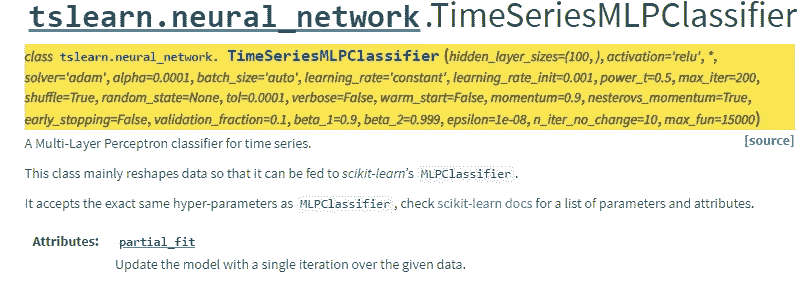 tslearn.neural_network.TimeSeriesMLPClassifier
class tslearn.neural_network. TimeSeriesMLPClassifier (hidden_layer_sizes=(100, ), activation='relu', *,
solver='adam', alpha=0.0001, batch_size='auto', learning_rate='constant', learning_rate_init=0.001, power_t=0.5, max_iter=200,
shuffle=True, random_state=None, tol=0.0001, verbose=False, warm_start=False, momentum=0.9, nesterovs_momentum=True,
early_stopping=False, validation_fraction=0.1, beta_1=0.9, beta_2=0.999, epsilon=1e-08, n_iter_no_change=10, max_fun=15000)
[source]
A Multi-Layer Perceptron classifier for time series.
This class mainly reshapes data so that it can be fed to scikit-learn's MLPClassifier.
It accepts the exact same hyper-parameters as MLPClassifier, check scikit-learn docs for a list of parameters and attributes.
Attributes: partial_fit
Update the model with a single iteration over the given data.